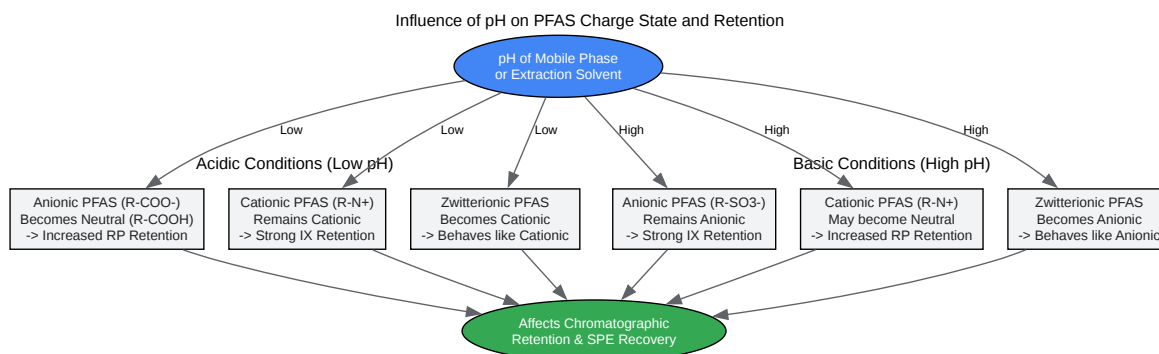 Influence of pH on PFAS Charge State and Retention
pH of Mobile Phase
or Extraction Solvent
Low
Low
Low
High
High
High
Acidic Conditions (Low pH)
Basic Conditions (High pH)
Anionic PFAS (R-COO-)
Becomes Neutral (R-COOH)
-> Increased RP Retention
Cationic PFAS (R-N+)
Remains Cationic
-> Strong IX Retention
Zwitterionic PFAS
Becomes Cationic
-> Behaves like Cationic
Anionic PFAS (R-SO3-)
Remains Anionic
-> Strong IX Retention
Cationic PFAS (R-N+)
May become Neutral
-> Increased RP Retention
Zwitterionic PFAS
Becomes Anionic
-> Behaves like Anionic
Affects Chromatographic
Retention & SPE Recovery